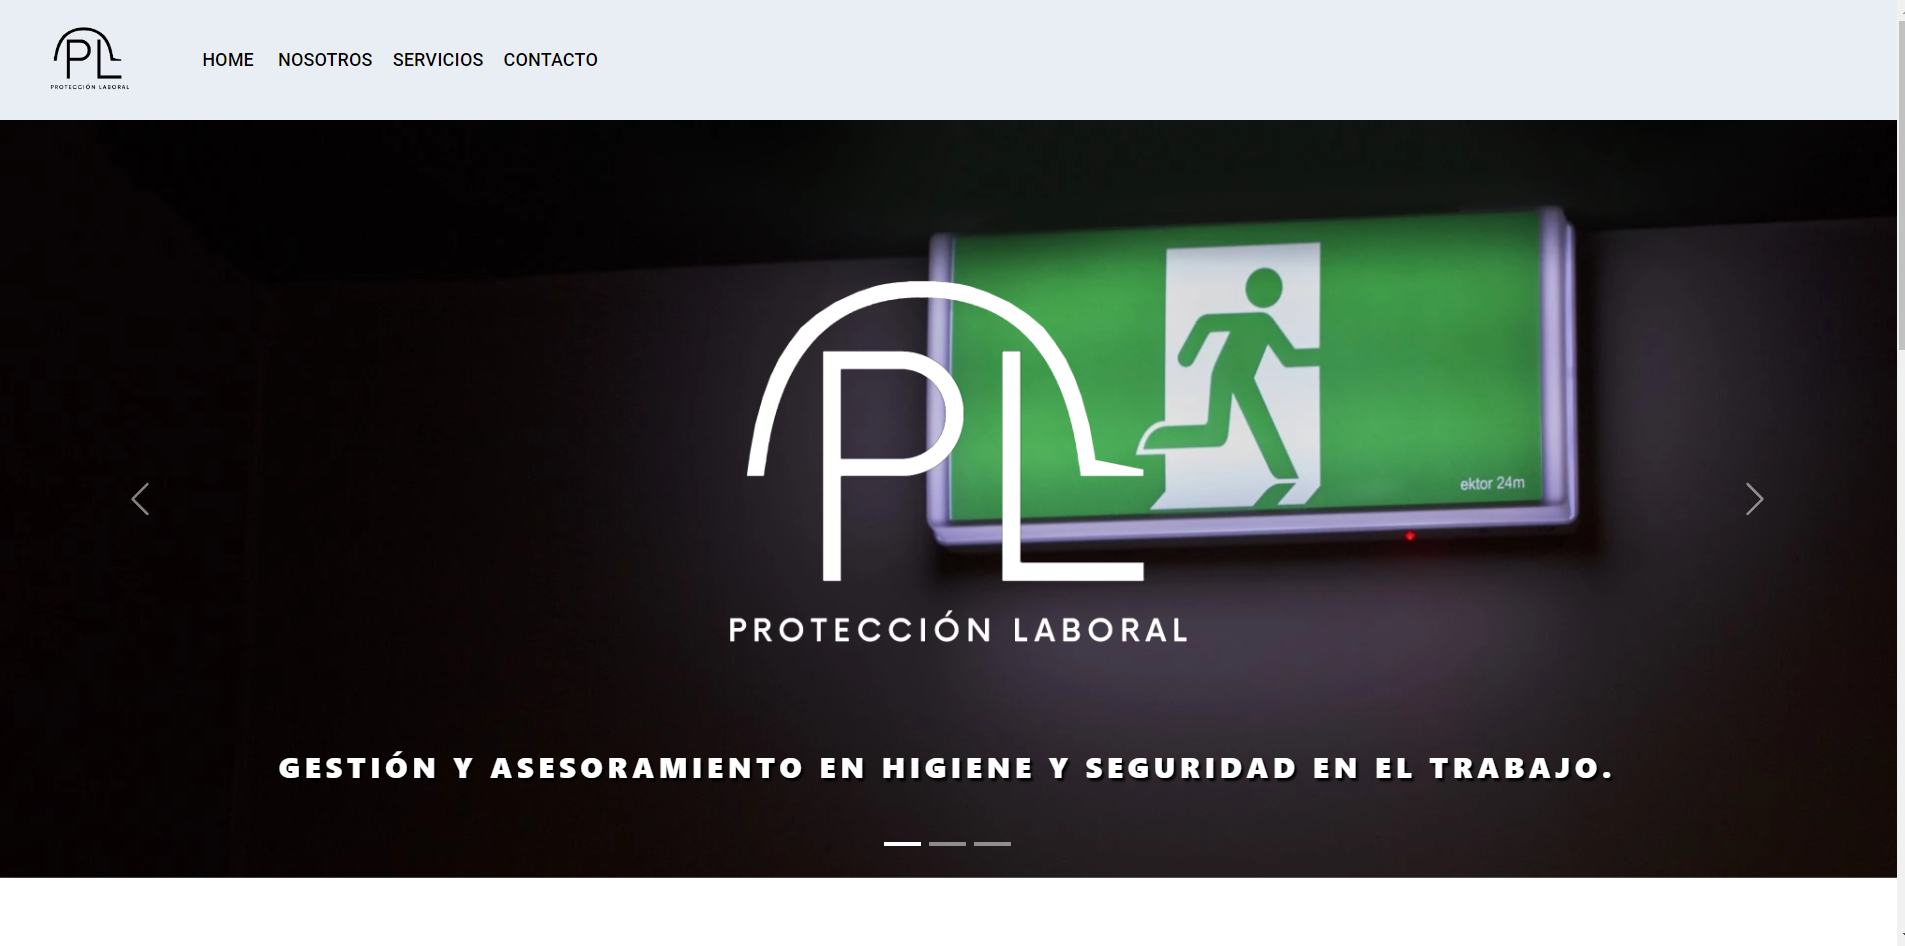 PL
PROTECCIÓN LABORAL
HOME NOSOTROS SERVICIOS CONTACTO
ektor 24m
PL
PROTECCIÓN LABORAL
GESTIÓN Y ASESORAMIENTO EN HIGIENE Y SEGURIDAD EN EL TRABAJO.